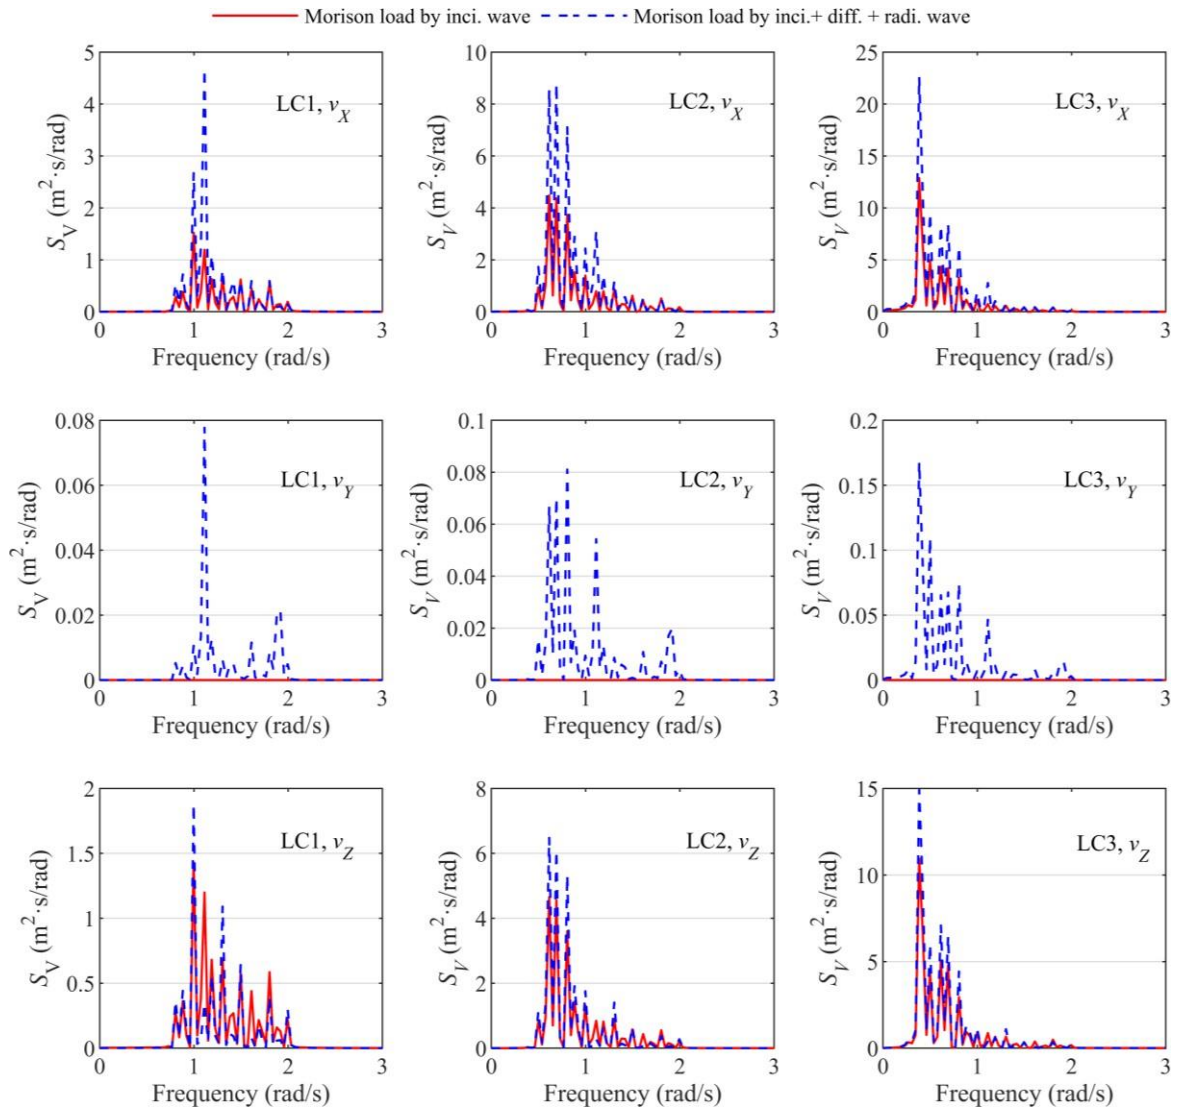 Morison load by inci. wave
Morison load by inci.+ diff. + radi. wave
5
4
3
2
1
0
0 1 2 3
S_V (m²·s/rad)
Frequency (rad/s)
LC1, v_X
10
8
6
4
2
0
0 1 2 3
S_V (m²·s/rad)
Frequency (rad/s)
LC2, v_X
25
20
15
10
5
0
0 1 2 3
S_V (m²·s/rad)
Frequency (rad/s)
LC3, v_X
0.08
0.06
0.04
0.02
0
0 1 2 3
S_V (m²·s/rad)
Frequency (rad/s)
LC1, v_Y
0.1
0.08
0.06
0.04
0.02
0
0 1 2 3
S_V (m²·s/rad)
Frequency (rad/s)
LC2, v_Y
0.2
0.15
0.1
0.05
0
0 1 2 3
S_V (m²·s/rad)
Frequency (rad/s)
LC3, v_Y
2
1.5
1
0.5
0
0 1 2 3
S_V (m²·s/rad)
Frequency (rad/s)
LC1, v_Z
8
6
4
2
0
0 1 2 3
S_V (m²·s/rad)
Frequency (rad/s)
LC2, v_Z
15
10
5
0
0 1 2 3
S_V (m²·s/rad)
Frequency (rad/s)
LC3, v_Z